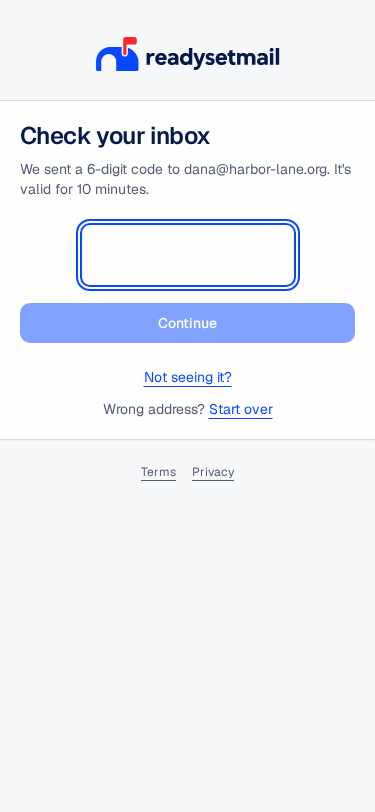 readysetmail
Check your inbox
We sent a 6-digit code to dana@harbor-lane.org. It's
valid for 10 minutes.
Continue
Not seeing it?
Wrong address? Start over
Terms Privacy